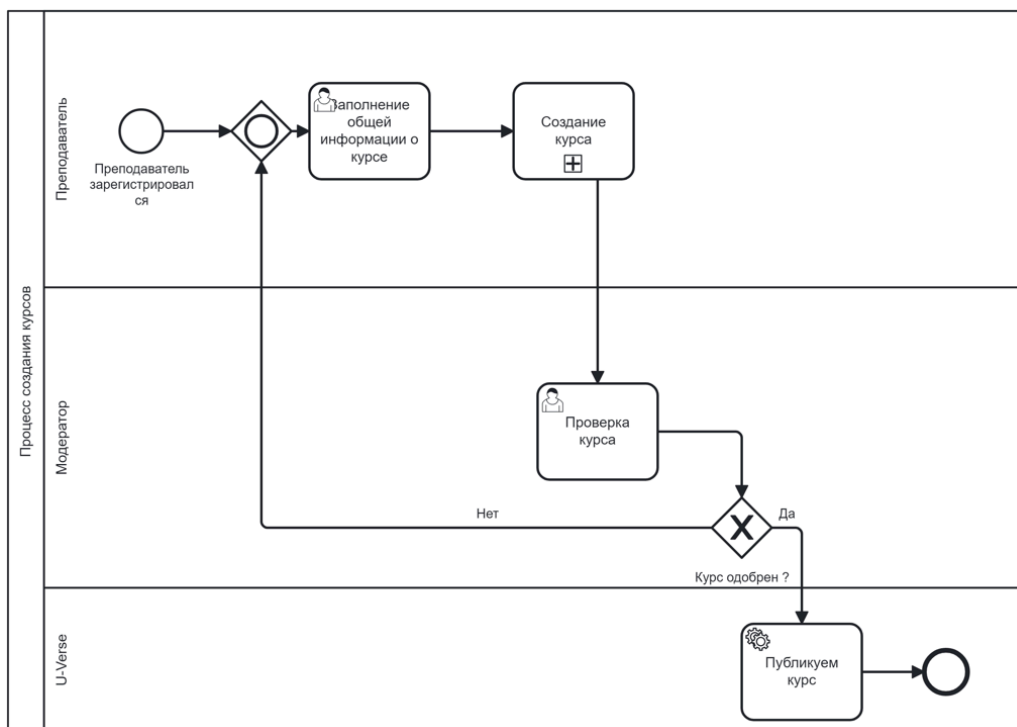 Процесс создания курсов
Преподаватель
Преподаватель
зарегистрировал
ся
Заполнение
общей
информации о
курсе
Создание
курса
Модератор
Проверка
курса
Нет
Да
Курс одобрен ?
U-Verse
Публикуем
курс